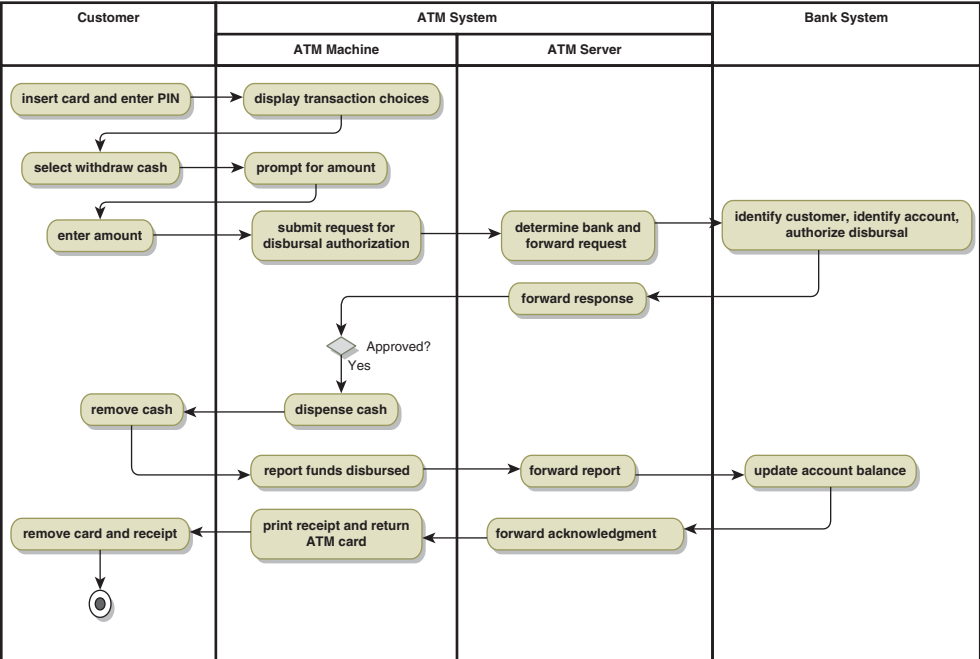 Customer
ATM System
Bank System
ATM Machine
ATM Server
insert card and enter PIN
display transaction choices
select withdraw cash
prompt for amount
enter amount
submit request for
disbursal authorization
determine bank and
forward request
identify customer, identify account,
authorize disbursal
forward response
Approved?
Yes
remove cash
dispense cash
report funds disbursed
forward report
update account balance
remove card and receipt
print receipt and return
ATM card
forward acknowledgment